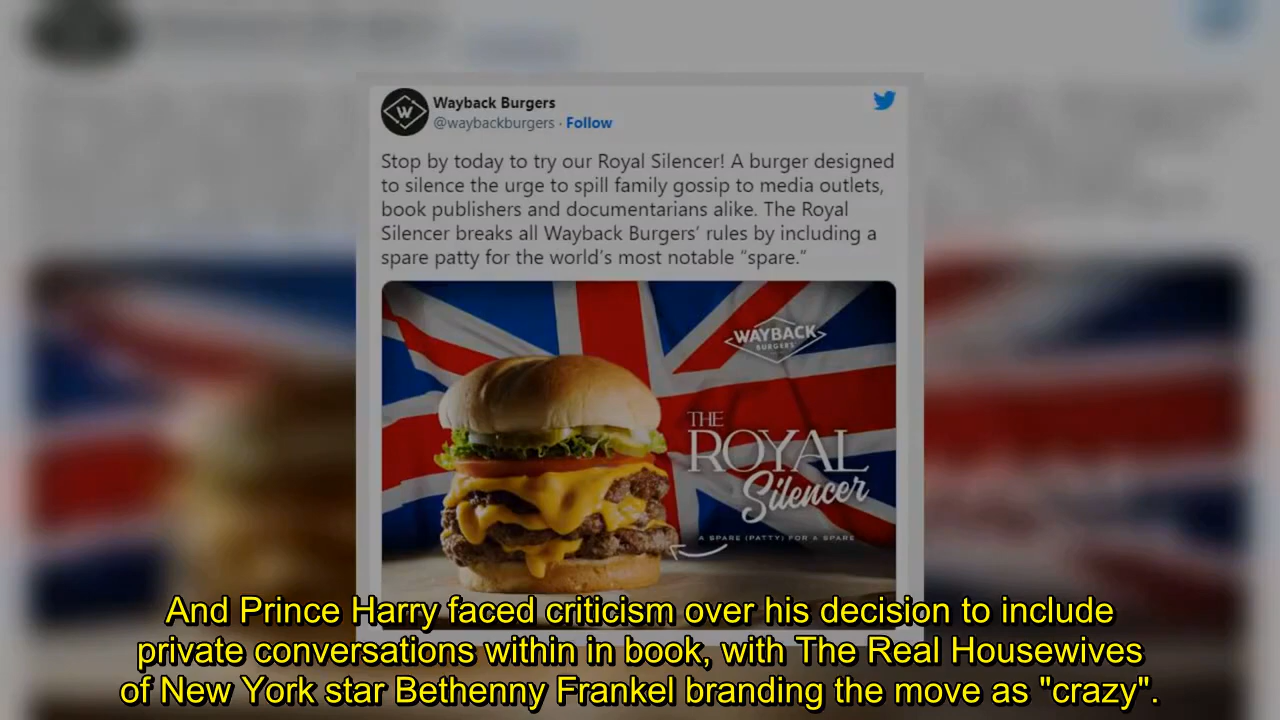 Wayback Burgers
@waybackburgers · Follow
Stop by today to try our Royal Silencer! A burger designed
to silence the urge to spill family gossip to media outlets,
book publishers and documentarians alike. The Royal
Silencer breaks all Wayback Burgers’ rules by including a
spare patty for the world’s most notable “spare.”
WAYBACK
BURGERS
THE
ROYAL
Silencer
A SPARE (PATTY) FOR A SPARE
And Prince Harry faced criticism over his decision to include
private conversations within in book, with The Real Housewives
of New York star Bethenny Frankel branding the move as "crazy".